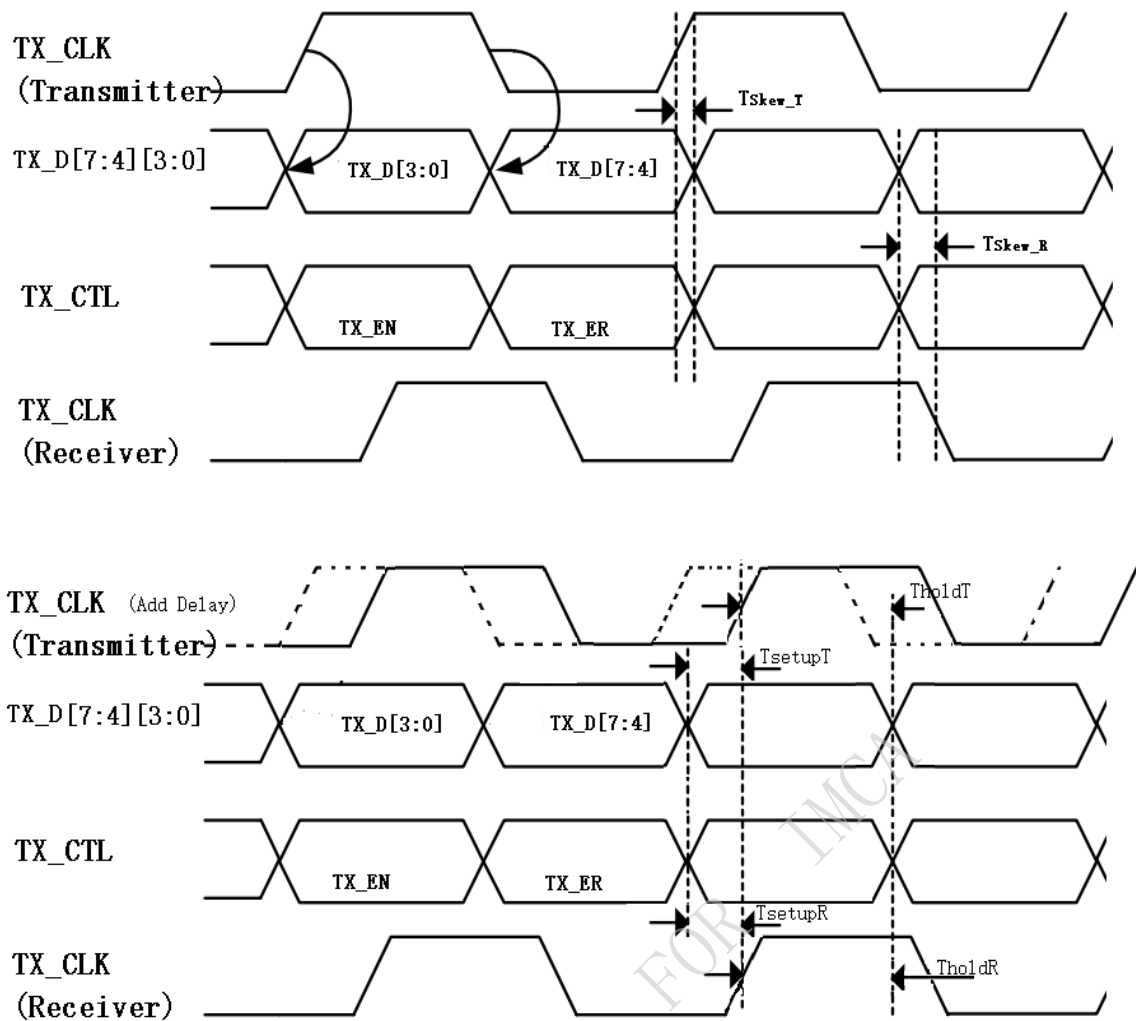 TX_CLK
(Transmitter)
Tskew_T
TX_D[7:4][3:0]
TX_D[3:0]
TX_D[7:4]
Tskew_R
TX_CTL
TX_EN
TX_ER
TX_CLK
(Receiver)
TX_CLK (Add Delay)
(Transmitter)
TholdT
TsetupT
TX_D[7:4][3:0]
TX_D[3:0]
TX_D[7:4]
TX_CTL
TX_EN
TX_ER
TsetupR
TX_CLK
(Receiver)
TholdR
FOR IMCA